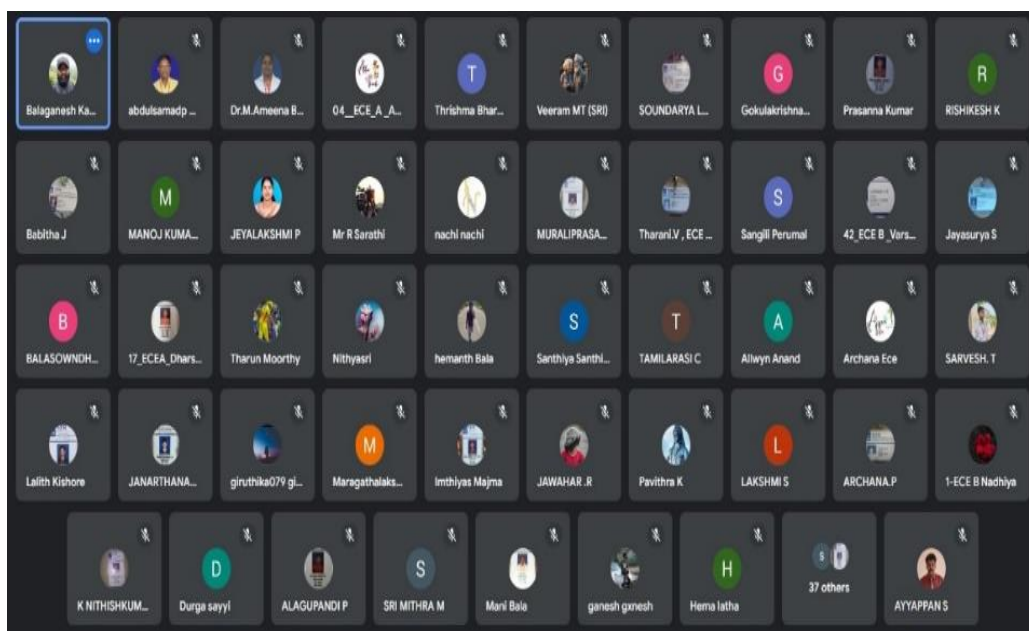 Balaganesh Ka...
abdulsamadp ...
Dr.M.Ameena B...
04__ECE_A_A...
T
Thrishma Bhar...
Veeram MT (SRI)
SOUNDARYA L...
G
Gokulakrishna...
Prasanna Kumar
R
RISHIKESH K
Babitha J
M
MANOJ KUMA...
JEYALAKSHMI P
Mr R Sarathi
nachi nachi
MURALIPRASA...
Tharani.V , ECE ...
S
Sangili Perumal
42_ECE B _Vars...
Jayasurya S
B
BALASOWNDH...
17_ECEA_Dhars...
Tharun Moorthy
Nithyasri
hemanth Bala
S
Santhiya Santhi...
T
TAMILARASI C
A
Allwyn Anand
Archana Ece
SARVESH. T
Lalith Kishore
JANARTHANA...
giruthika079 gi...
M
Maragathalaks...
Imthiyas Majma
JAWAHAR .R
Pavithra K
L
LAKSHMI S
ARCHANA.P
1-ECE B Nadhiya
K NITHISHKUM...
D
Durga sayyl
ALAGUPANDI P
S
SRI MITHRA M
Mani Bala
ganesh gxnesh
H
Hema latha
S
37 others
AYYAPPAN S